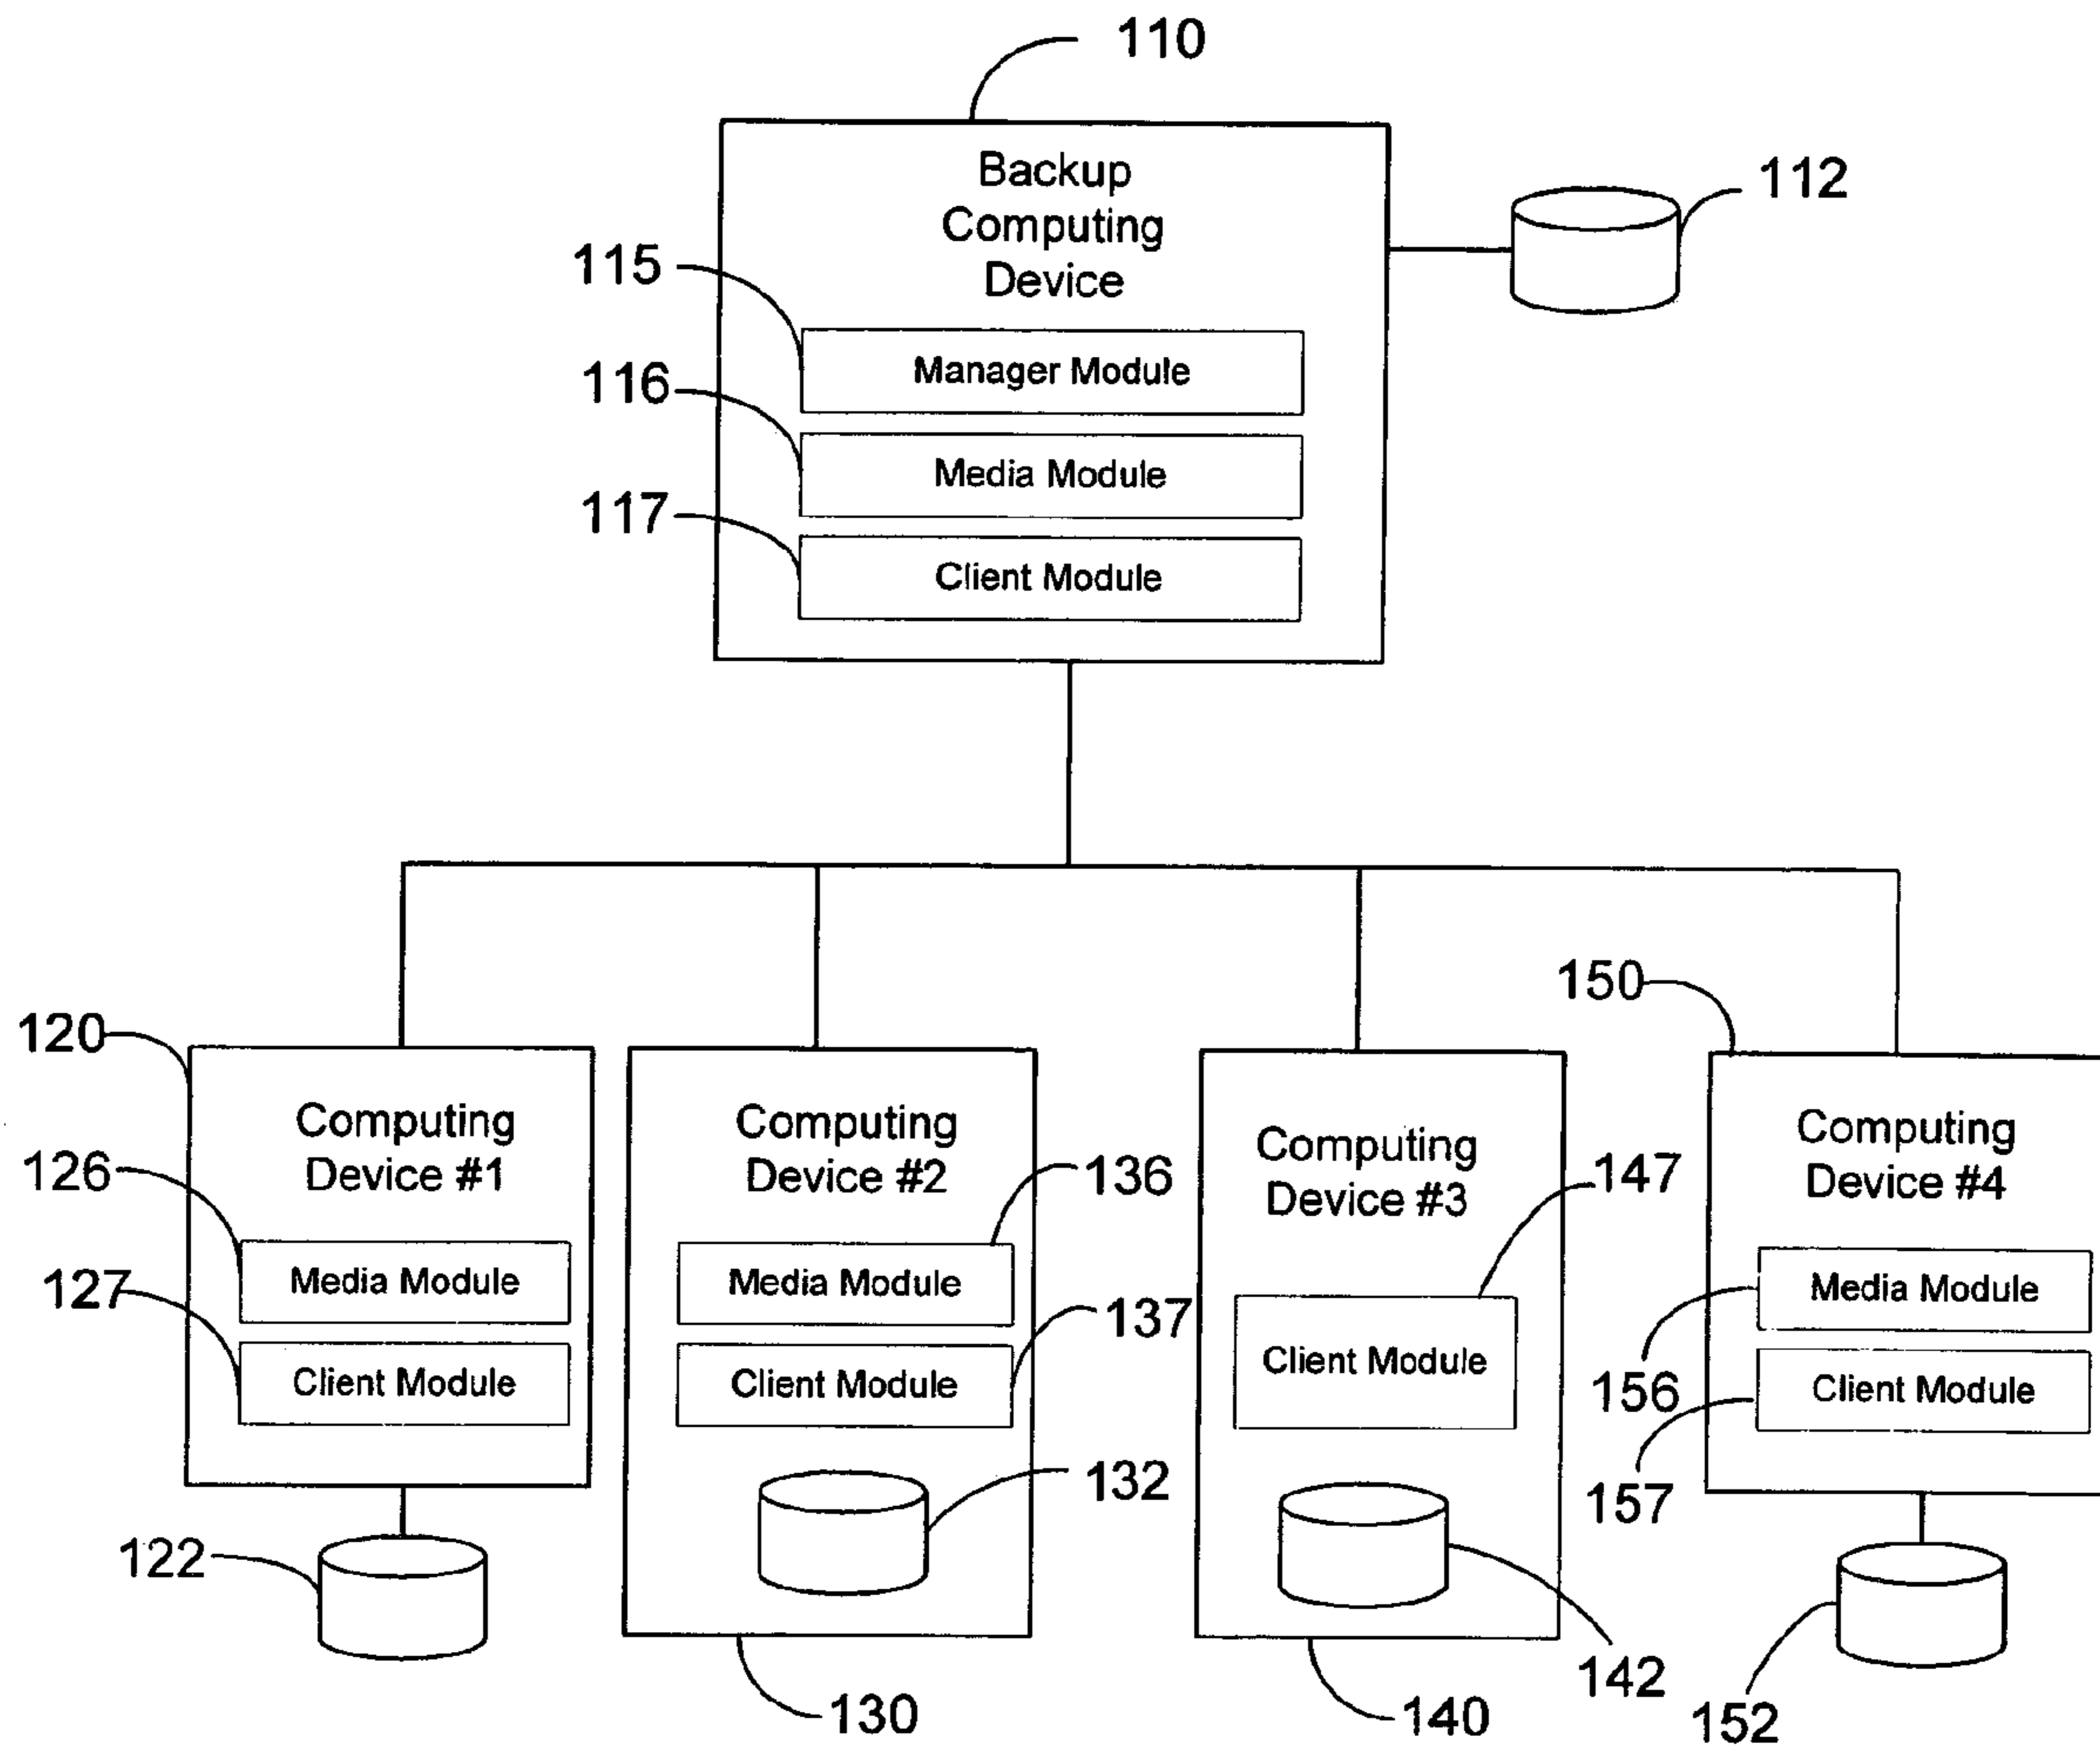 110
Backup
Computing
Device
112
115
Manager Module
116
Media Module
117
Client Module
120
Computing
Device #1
126
Media Module
127
Client Module
122
Computing
Device #2
136
Media Module
137
Client Module
132
130
Computing
Device #3
147
Client Module
142
140
150
Computing
Device #4
Media Module
156
Client Module
157
152